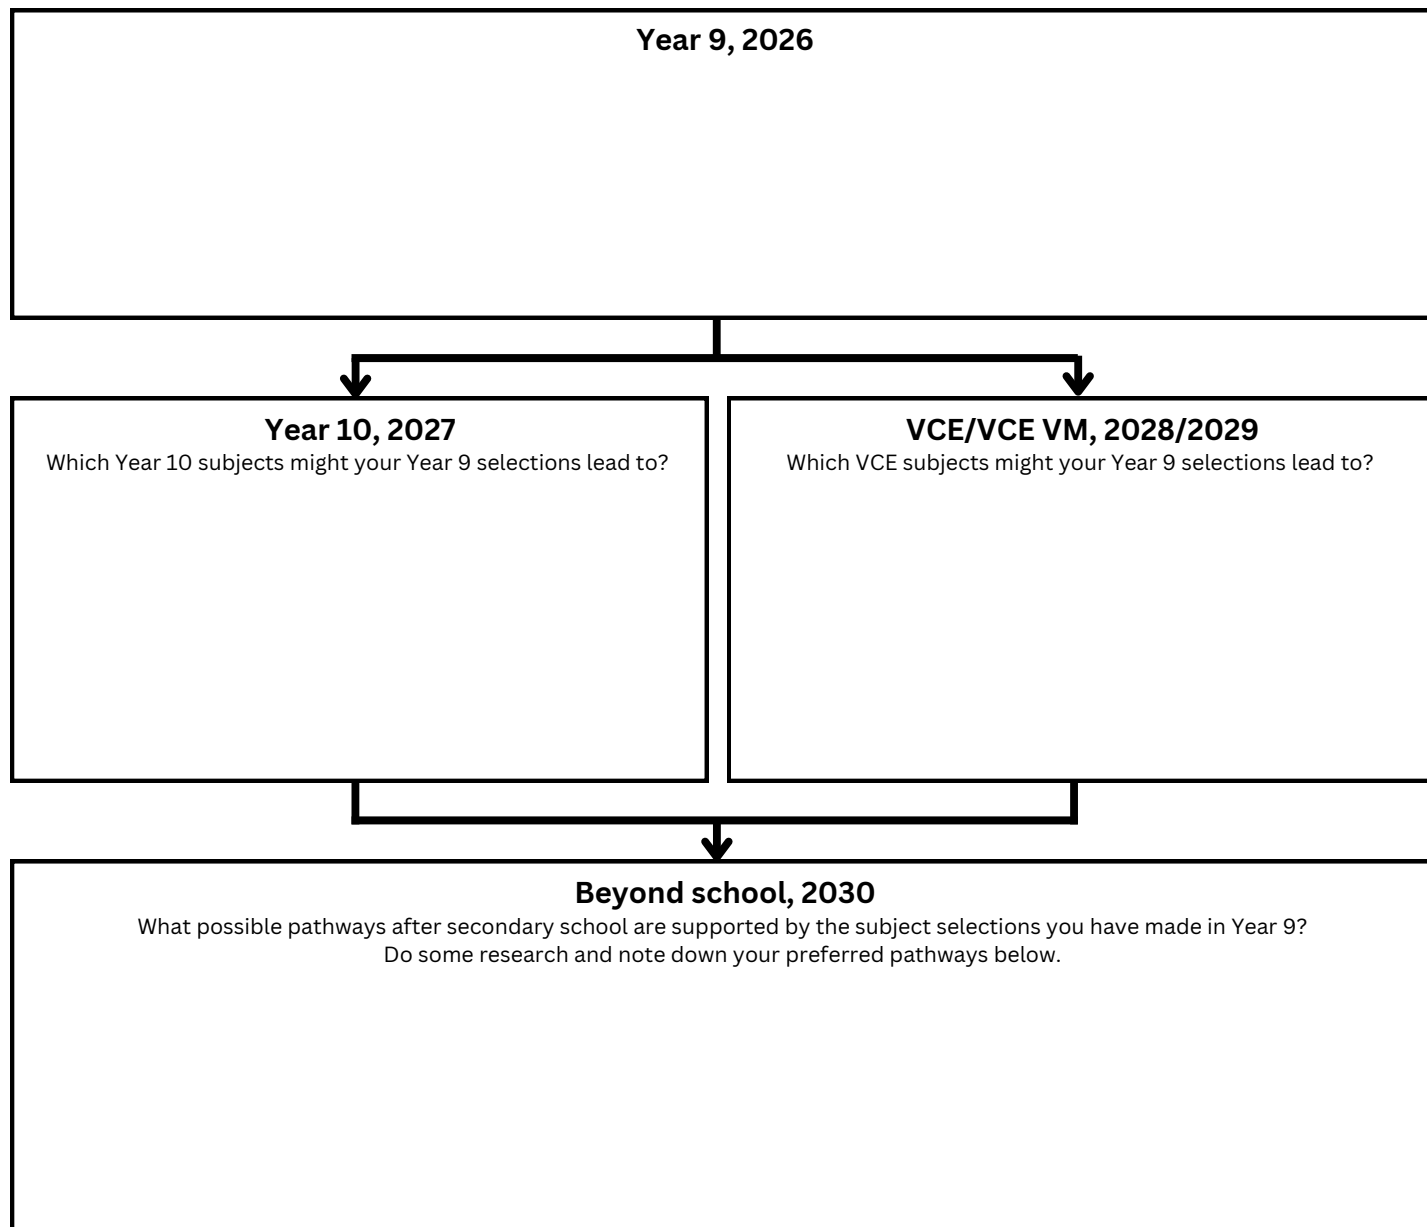 Year 9, 2026
Year 10, 2027
Which Year 10 subjects might your Year 9 selections lead to?
VCE/VCE VM, 2028/2029
Which VCE subjects might your Year 9 selections lead to?
Beyond school, 2030
What possible pathways after secondary school are supported by the subject selections you have made in Year 9?
Do some research and note down your preferred pathways below.